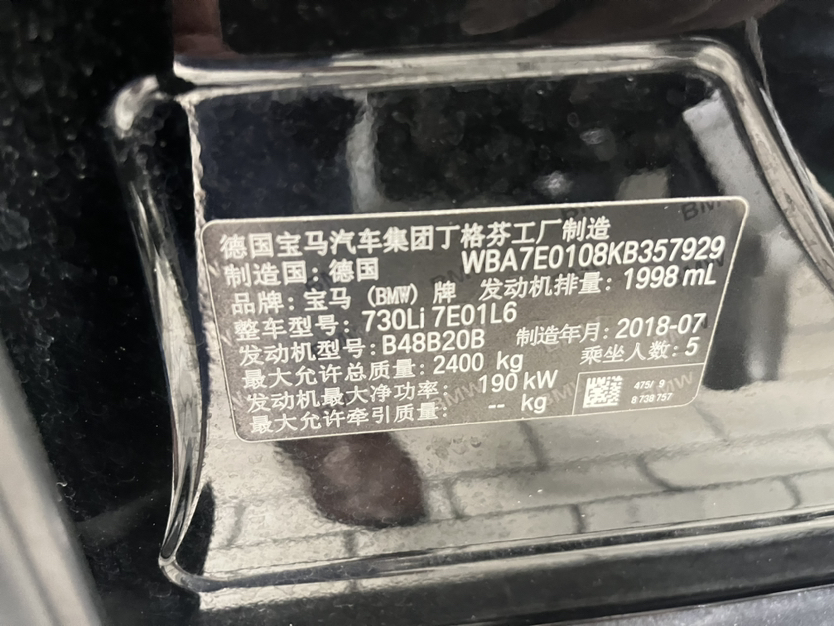 德国宝马汽车集团丁格芬工厂制造
制造国：德国 WBA7E0108KB357929
品牌：宝马 (BMW) 牌 发动机排量：1998 mL
整车型号：730Li 7E01L6
发动机型号：B48B20B 制造年月：2018-07
最大允许总质量：2400 kg 乘坐人数：5
发动机最大净功率： 190 kW
最大允许牵引质量： -- kg
475/ 9
8 738 757